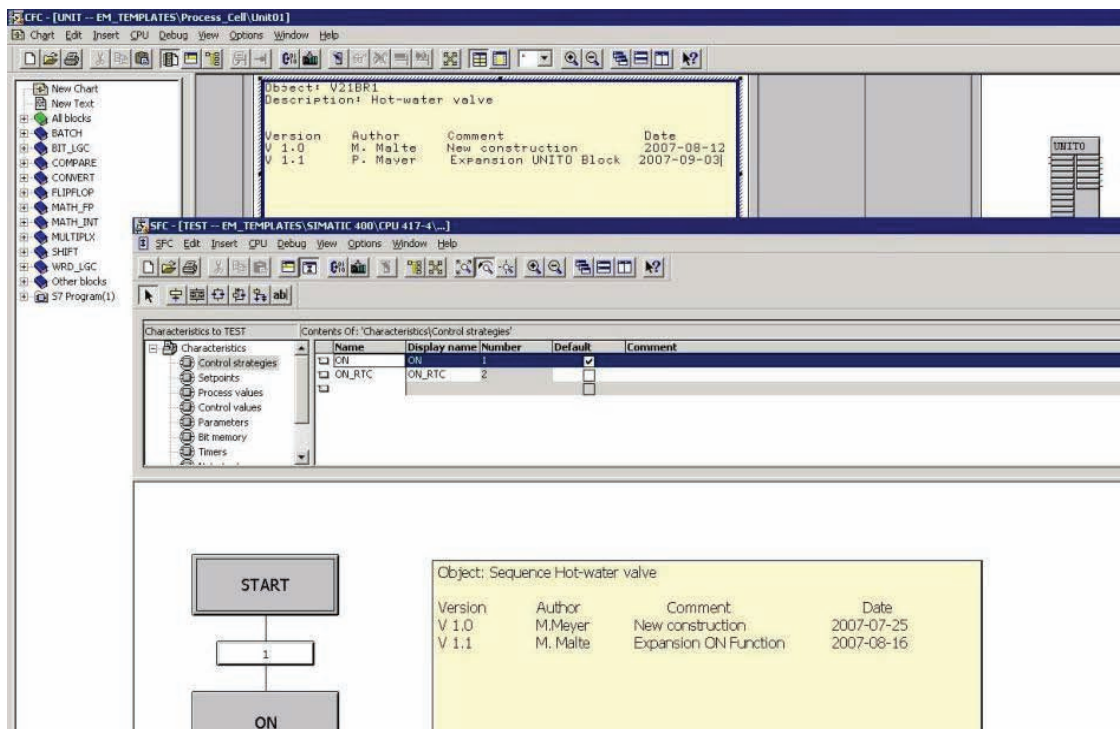 CFC - [UNIT -- EM_TEMPLATES\Process_Cell\Unit01]
Chart Edit Insert CPU Debug View Options Window Help
New Chart
New Text
All blocks
BATCH
BIT_LGC
COMPARE
CONVERT
FLIPFLOP
MATH_FP
MATH_INT
MULTIPLX
SHIFT
WRD_LGC
Other blocks
S7 Program(1)
Object: V21BR1
Description: Hot-water valve
Version Author Comment Date
V 1.0 M. Malte New construction 2007-08-12
V 1.1 P. Mayer Expansion UNIT0 Block 2007-09-03
UNIT0
SFC - [TEST -- EM_TEMPLATES\SIMATIC 400\CPU 417-4\...]
SFC Edit Insert CPU Debug View Options Window Help
abl
Characteristics to TEST Contents Of: 'Characteristics\Control strategies'
Characteristics
Control strategies
Setpoints
Process values
Control values
Parameters
Bit memory
Timers
Name Display name Number Default Comment
ON ON 1
ON_RTC ON_RTC 2
START
1
ON
Object: Sequence Hot-water valve
Version Author Comment Date
V 1.0 M.Meyer New construction 2007-07-25
V 1.1 M. Malte Expansion ON Function 2007-08-16